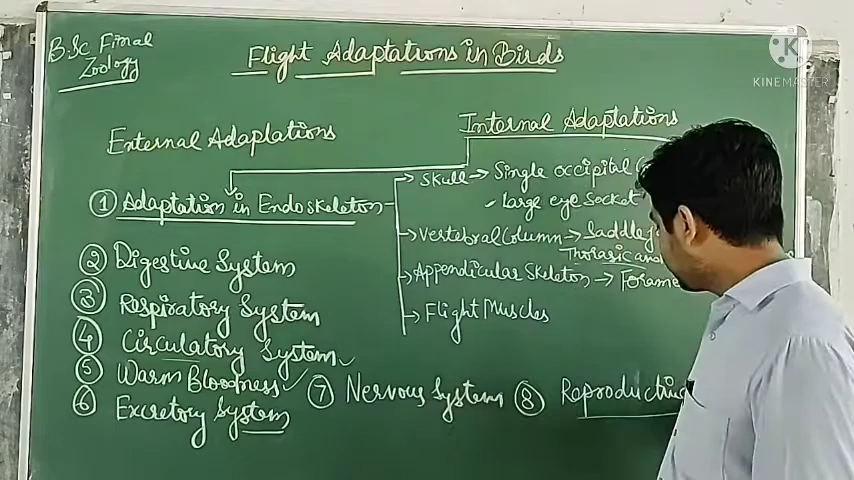 B.Sc Final
Zoology
Flight Adaptations in Birds
External Adaplations
Internal Adaptations
① Adaptation in Endoskeleton
Skull → Single occipital
Large eye socket
Vertebral Column → Saddle
Thorasic and
Appendicular Skeleton → Forame
Flight Muscles
② Digestive System
③ Respiratory System
④ Circulatory System
⑤ Warm Bloodness
⑥ Excretory System
⑦ Nervous System
⑧ Reproductive
K
KINEMASTER